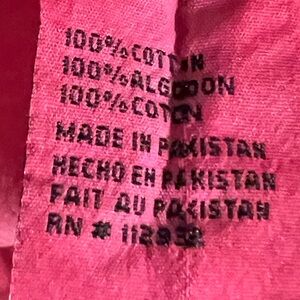 100% COTTON
100% ALGODON
100% COTON
MADE IN PAKISTAN
HECHO EN PAKISTAN
FAIT AU PAKISTAN
RN #